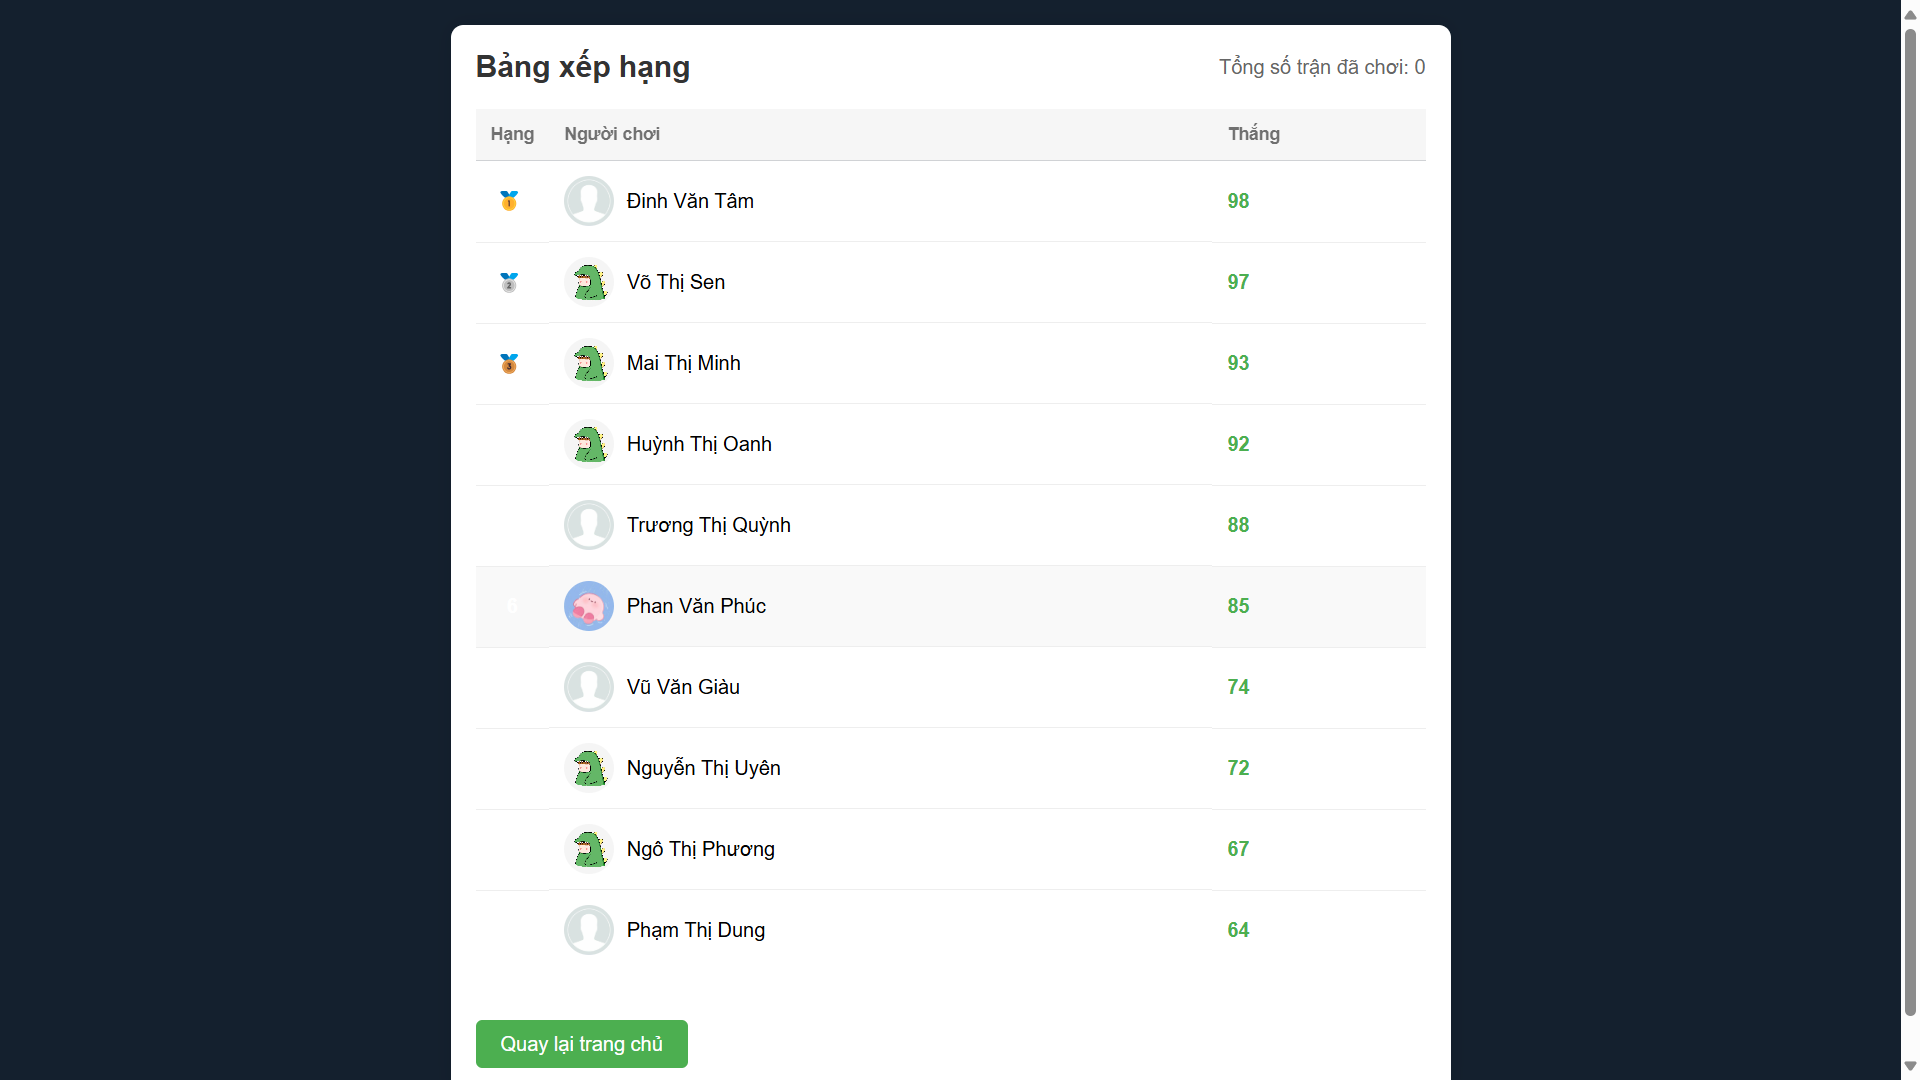 Bảng xếp hạng
Tổng số trận đã chơi: 0
Hạng Người chơi Thắng
1 Đinh Văn Tâm 98
2 Võ Thị Sen 97
3 Mai Thị Minh 93
Huỳnh Thị Oanh 92
Trương Thị Quỳnh 88
6 Phan Văn Phúc 85
Vũ Văn Giàu 74
Nguyễn Thị Uyên 72
Ngô Thị Phương 67
Phạm Thị Dung 64
Quay lại trang chủ